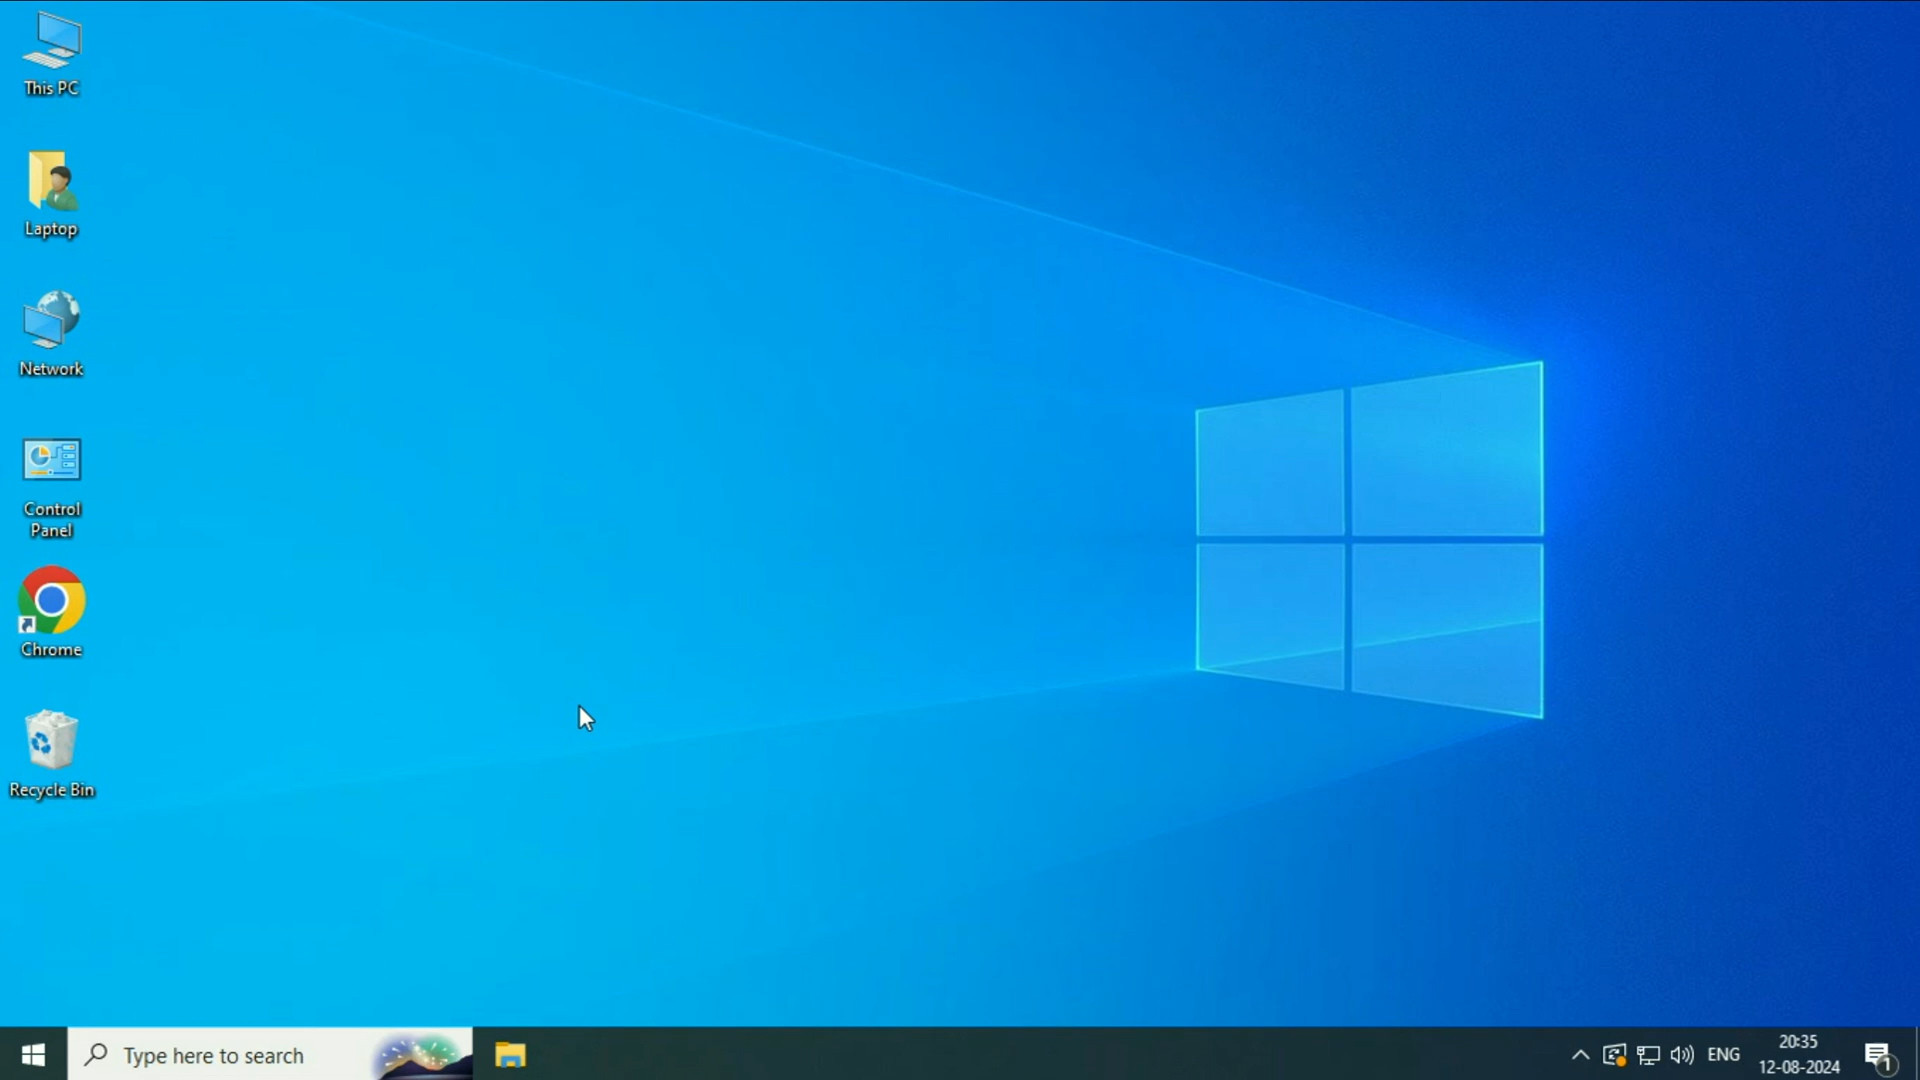 This PC
Laptop
Network
Control
Panel
Chrome
Recycle Bin
Type here to search
ENG
20:35
12-08-2024
1